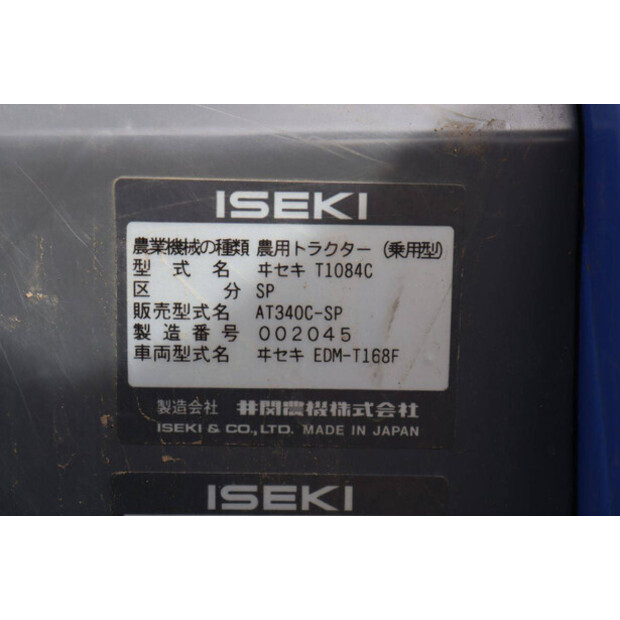 ISEKI
農業機械の種類 農用トラクター(乗用型)
型式名 ヰセキ T1084C
区分 SP
販売型式名 AT340C-SP
製造番号 002045
車両型式名 ヰセキ EDM-T168F
製造会社 井関農機株式会社
ISEKI & CO., LTD. MADE IN JAPAN
ISEKI